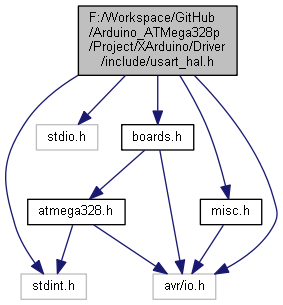 F:/Workspace/GitHub
/Arduino_ATMega328p
/Project/XArduino/Driver
/include/usart_hal.h
stdio.h
boards.h
atmega328.h
misc.h
stdint.h
avr/io.h